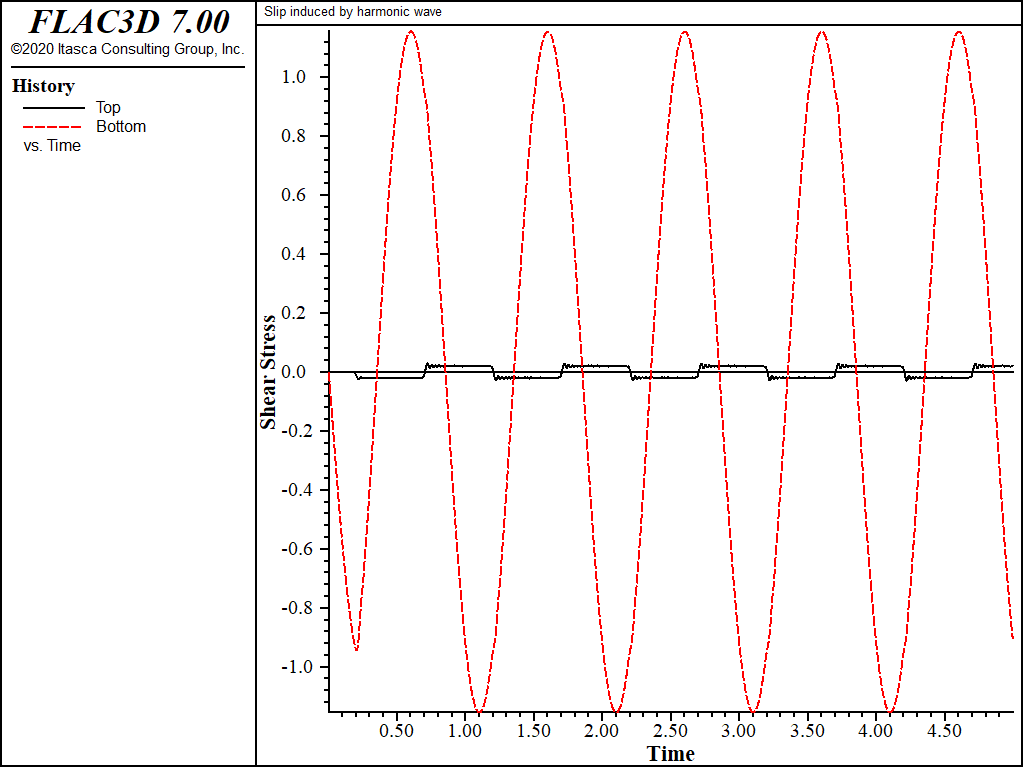 FLAC3D 7.00
©2020 Itasca Consulting Group, Inc.
History
Top
Bottom
vs. Time
Slip induced by harmonic wave
1.0
0.8
0.6
0.4
0.2
0.0
-0.2
-0.4
-0.6
-0.8
-1.0
Shear Stress
0.50 1.00 1.50 2.00 2.50 3.00 3.50 4.00 4.50
Time